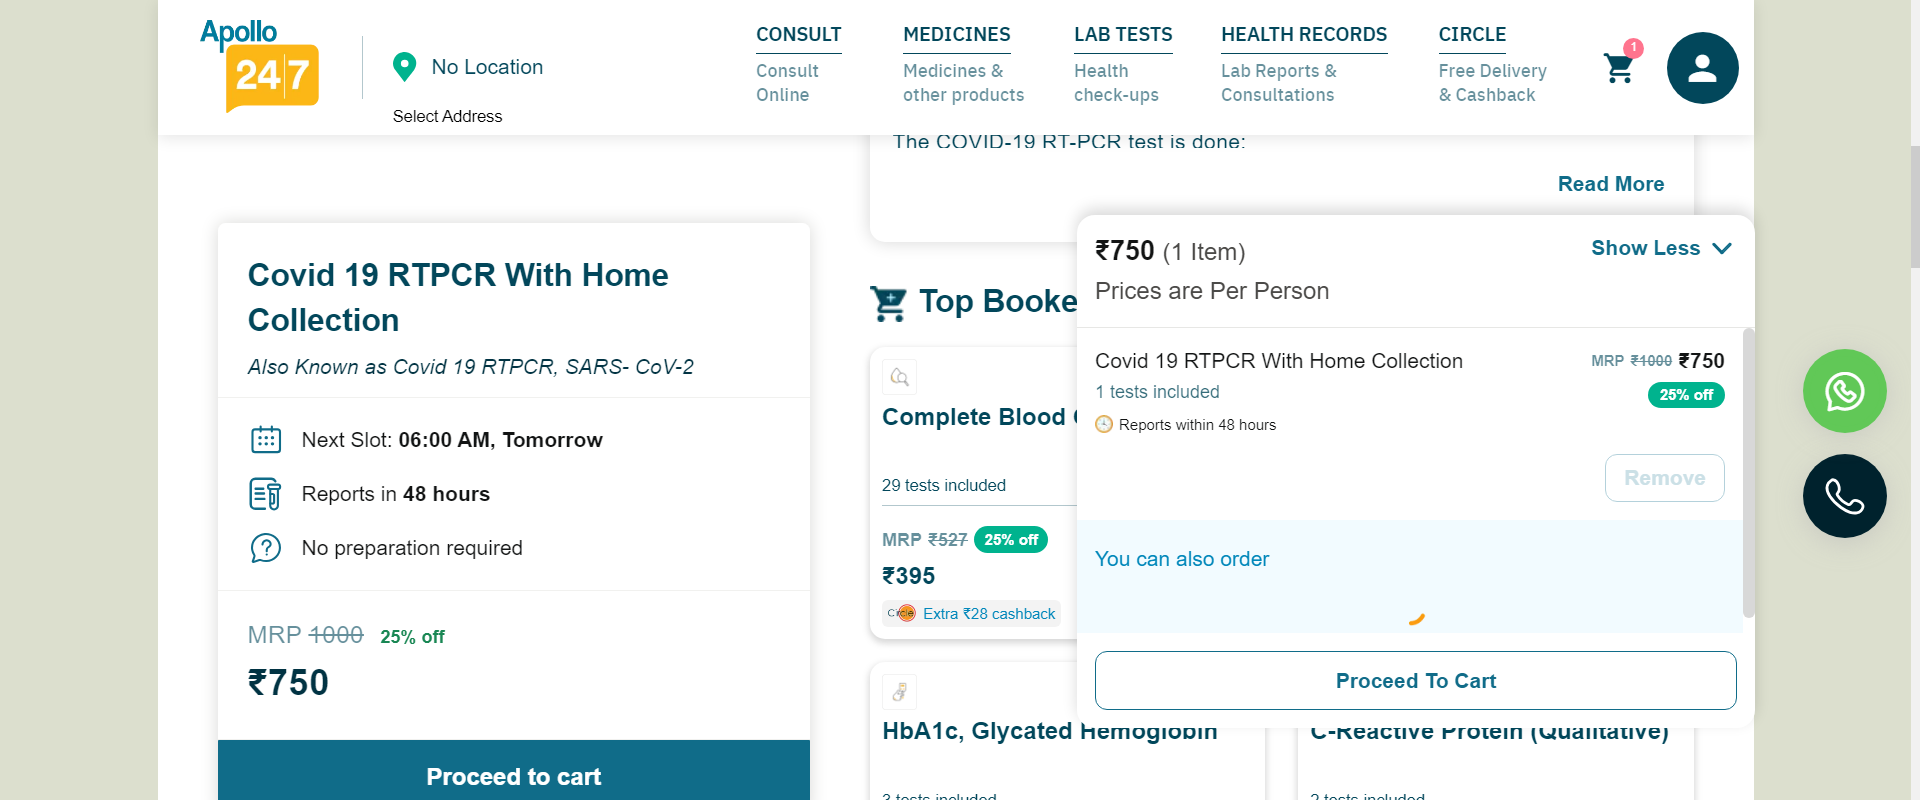 Apollo
24|7
No Location
Select Address
CONSULT
Consult
Online
MEDICINES
Medicines &
other products
LAB TESTS
Health
check-ups
HEALTH RECORDS
Lab Reports &
Consultations
CIRCLE
Free Delivery
& Cashback
1
The COVID-19 RT-PCR test is done:
Read More
Covid 19 RTPCR With Home
Collection
Also Known as Covid 19 RTPCR, SARS- CoV-2
Next Slot: 06:00 AM, Tomorrow
Reports in 48 hours
No preparation required
MRP 1000 25% off
₹750
Proceed to cart
Top Booke
Complete Blood
29 tests included
MRP ₹527 25% off
₹395
Circle Extra ₹28 cashback
HbA1c, Glycated Hemoglobin
3 tests included
C-Reactive Protein (Qualitative)
2 tests included
₹750 (1 Item)
Show Less
Prices are Per Person
Covid 19 RTPCR With Home Collection
MRP ₹1000 ₹750
1 tests included
25% off
Reports within 48 hours
Remove
You can also order
Proceed To Cart